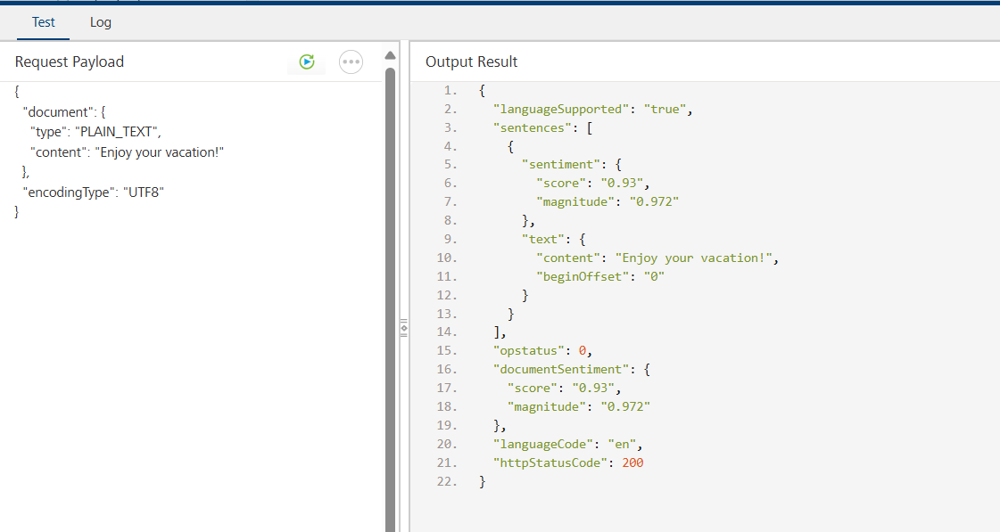 Test Log
Request Payload
{
"document": {
"type": "PLAIN_TEXT",
"content": "Enjoy your vacation!"
},
"encodingType": "UTF8"
}
Output Result
1. {
2. "languageSupported": "true",
3. "sentences": [
4. {
5. "sentiment": {
6. "score": "0.93",
7. "magnitude": "0.972"
8. },
9. "text": {
10. "content": "Enjoy your vacation!",
11. "beginOffset": "0"
12. }
13. }
14. ],
15. "opstatus": 0,
16. "documentSentiment": {
17. "score": "0.93",
18. "magnitude": "0.972"
19. },
20. "languageCode": "en",
21. "httpStatusCode": 200
22. }